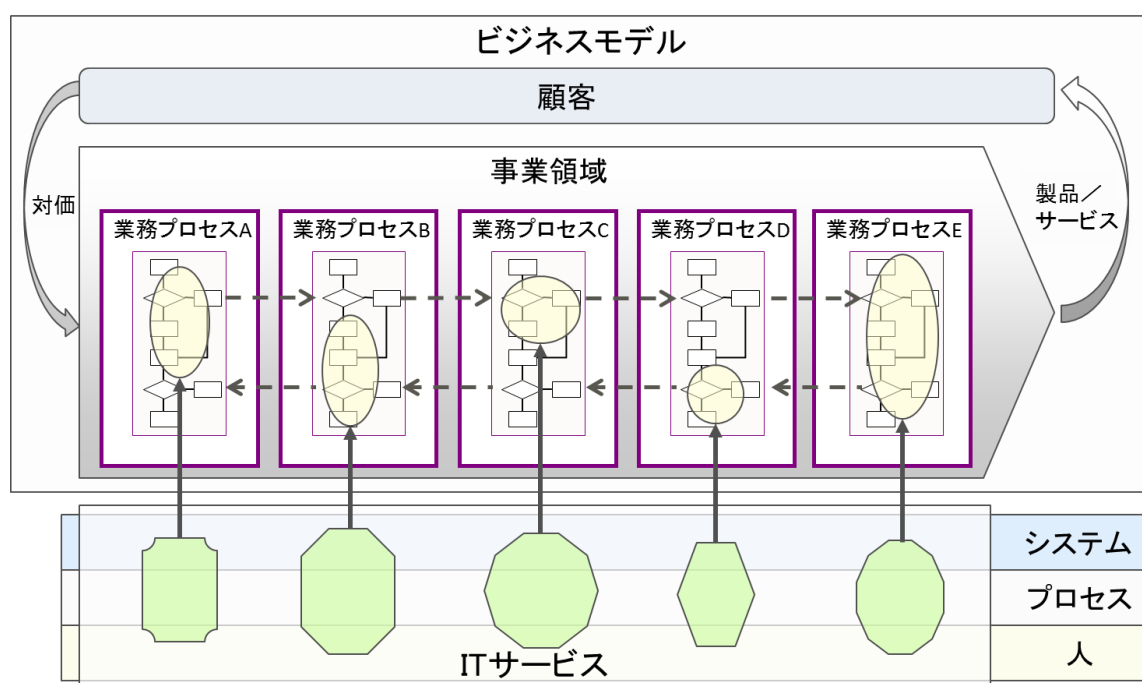 ビジネスモデル
顧客
事業領域
対価
製品／
サービス
業務プロセスA
業務プロセスB
業務プロセスC
業務プロセスD
業務プロセスE
システム
プロセス
人
ITサービス